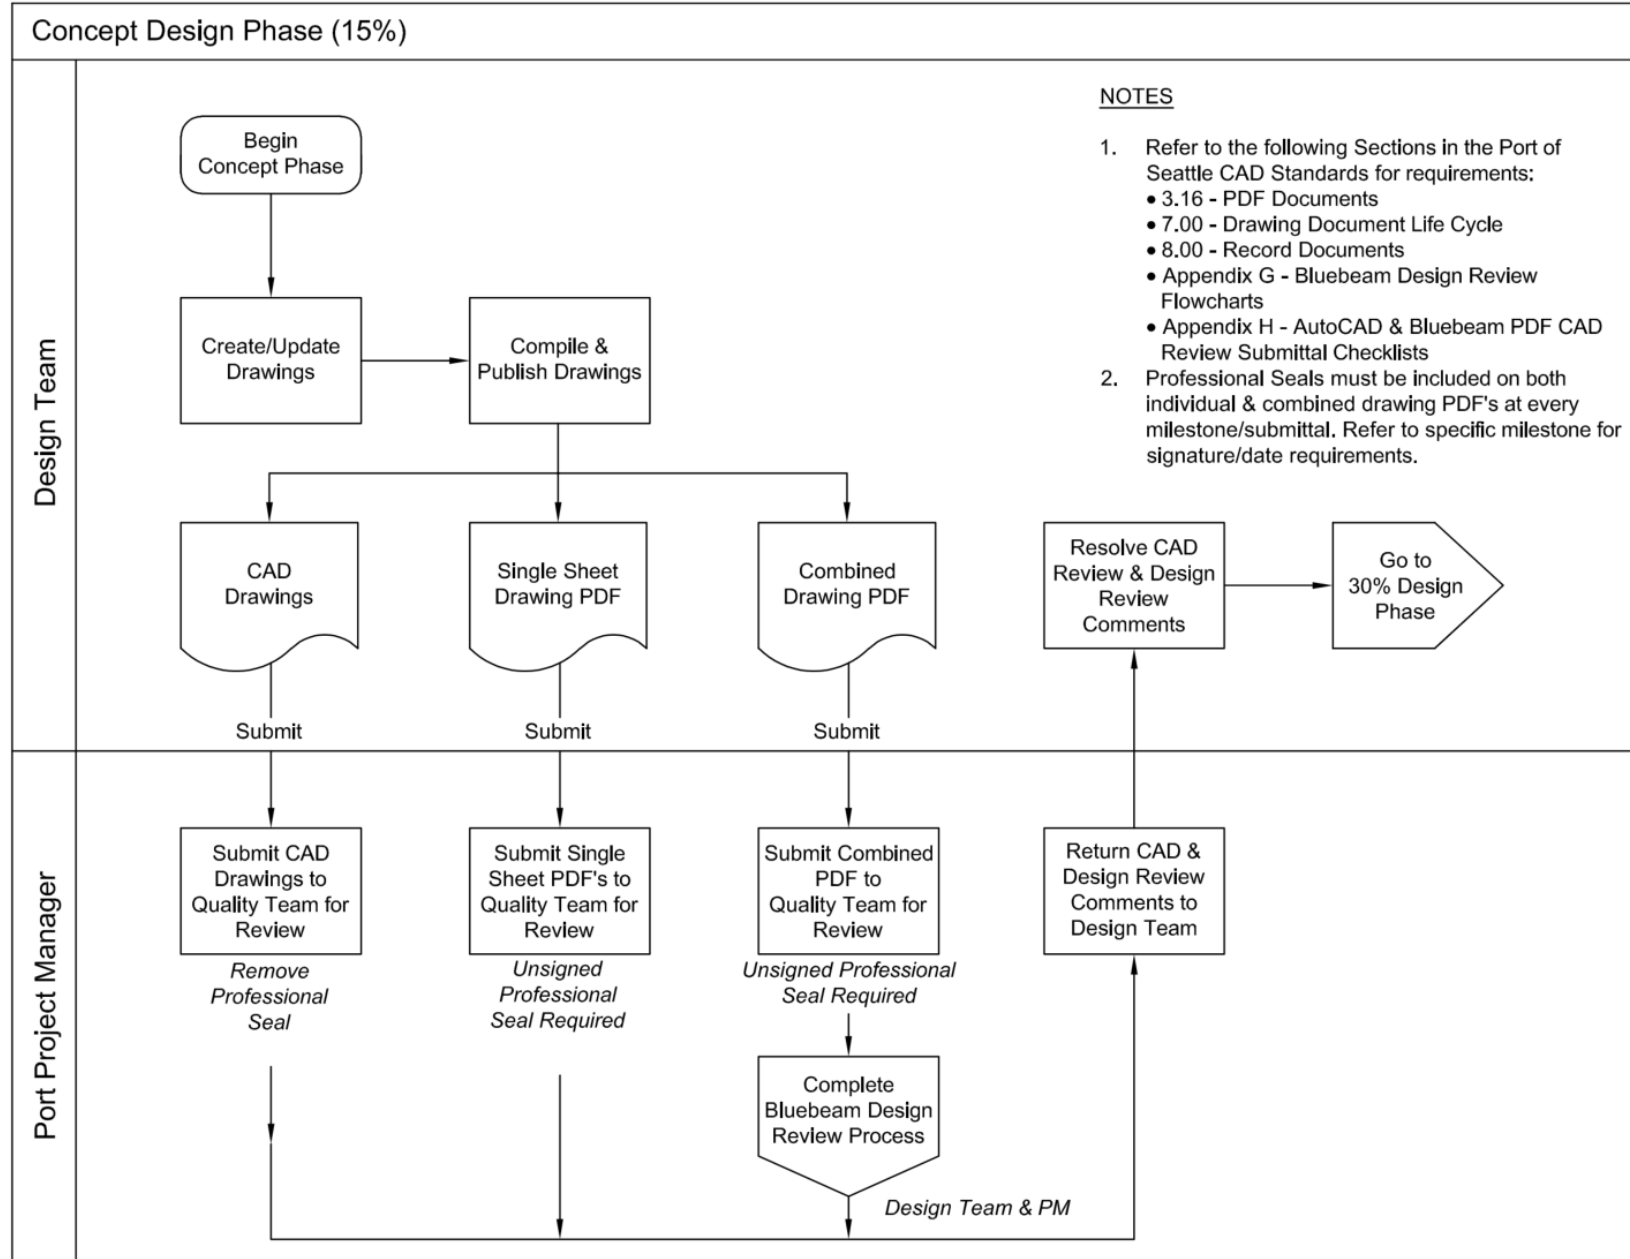 Concept Design Phase (15%)
Design Team
Begin
Concept Phase
Create/Update
Drawings
Compile &
Publish Drawings
CAD
Drawings
Single Sheet
Drawing PDF
Combined
Drawing PDF
Submit
Submit
Submit
NOTES
1. Refer to the following Sections in the Port of
Seattle CAD Standards for requirements:
• 3.16 - PDF Documents
• 7.00 - Drawing Document Life Cycle
• 8.00 - Record Documents
• Appendix G - Bluebeam Design Review
Flowcharts
• Appendix H - AutoCAD & Bluebeam PDF CAD
Review Submittal Checklists
2. Professional Seals must be included on both
individual & combined drawing PDF's at every
milestone/submittal. Refer to specific milestone for
signature/date requirements.
Resolve CAD
Review & Design
Review
Comments
Go to
30% Design
Phase
Port Project Manager
Submit CAD
Drawings to
Quality Team for
Review
Remove
Professional
Seal
Submit Single
Sheet PDF's to
Quality Team for
Review
Unsigned
Professional
Seal Required
Submit Combined
PDF to
Quality Team for
Review
Unsigned Professional
Seal Required
Complete
Bluebeam Design
Review Process
Design Team & PM
Return CAD &
Design Review
Comments to
Design Team